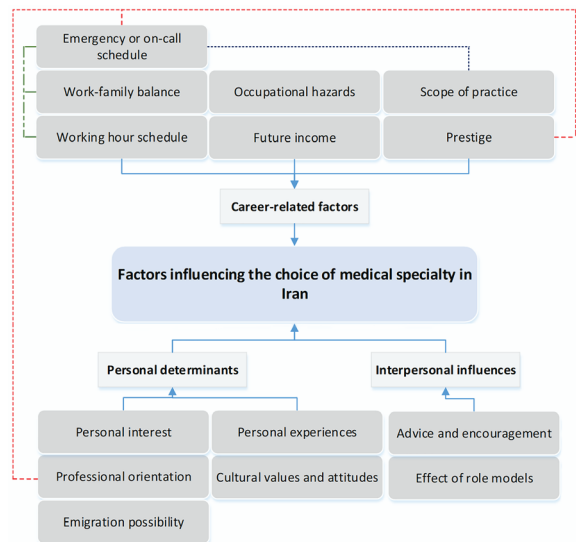 Emergency or on-call
schedule
Work-family balance
Occupational hazards
Scope of practice
Working hour schedule
Future income
Prestige
Career-related factors
Factors influencing the choice of medical specialty in
Iran
Personal determinants
Interpersonal influences
Personal interest
Personal experiences
Advice and encouragement
Professional orientation
Cultural values and attitudes
Effect of role models
Emigration possibility